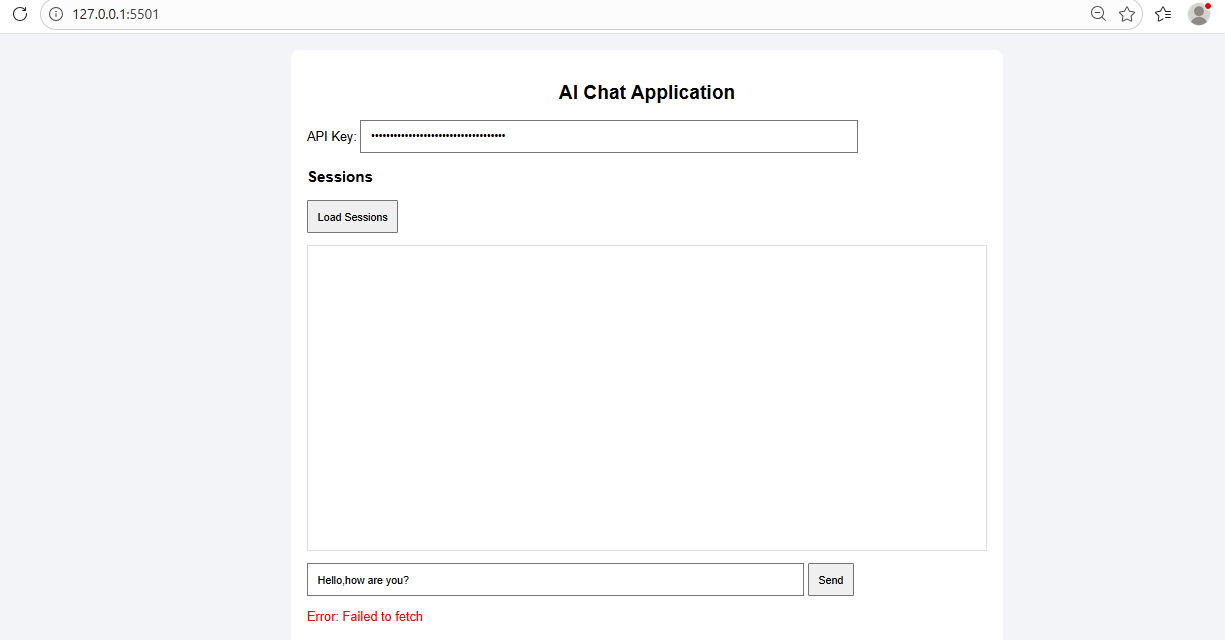 127.0.0.1:5501
AI Chat Application
API Key: ••••••••••••••••••••••••••••••••••••
Sessions
Load Sessions
Hello,how are you? Send
Error: Failed to fetch